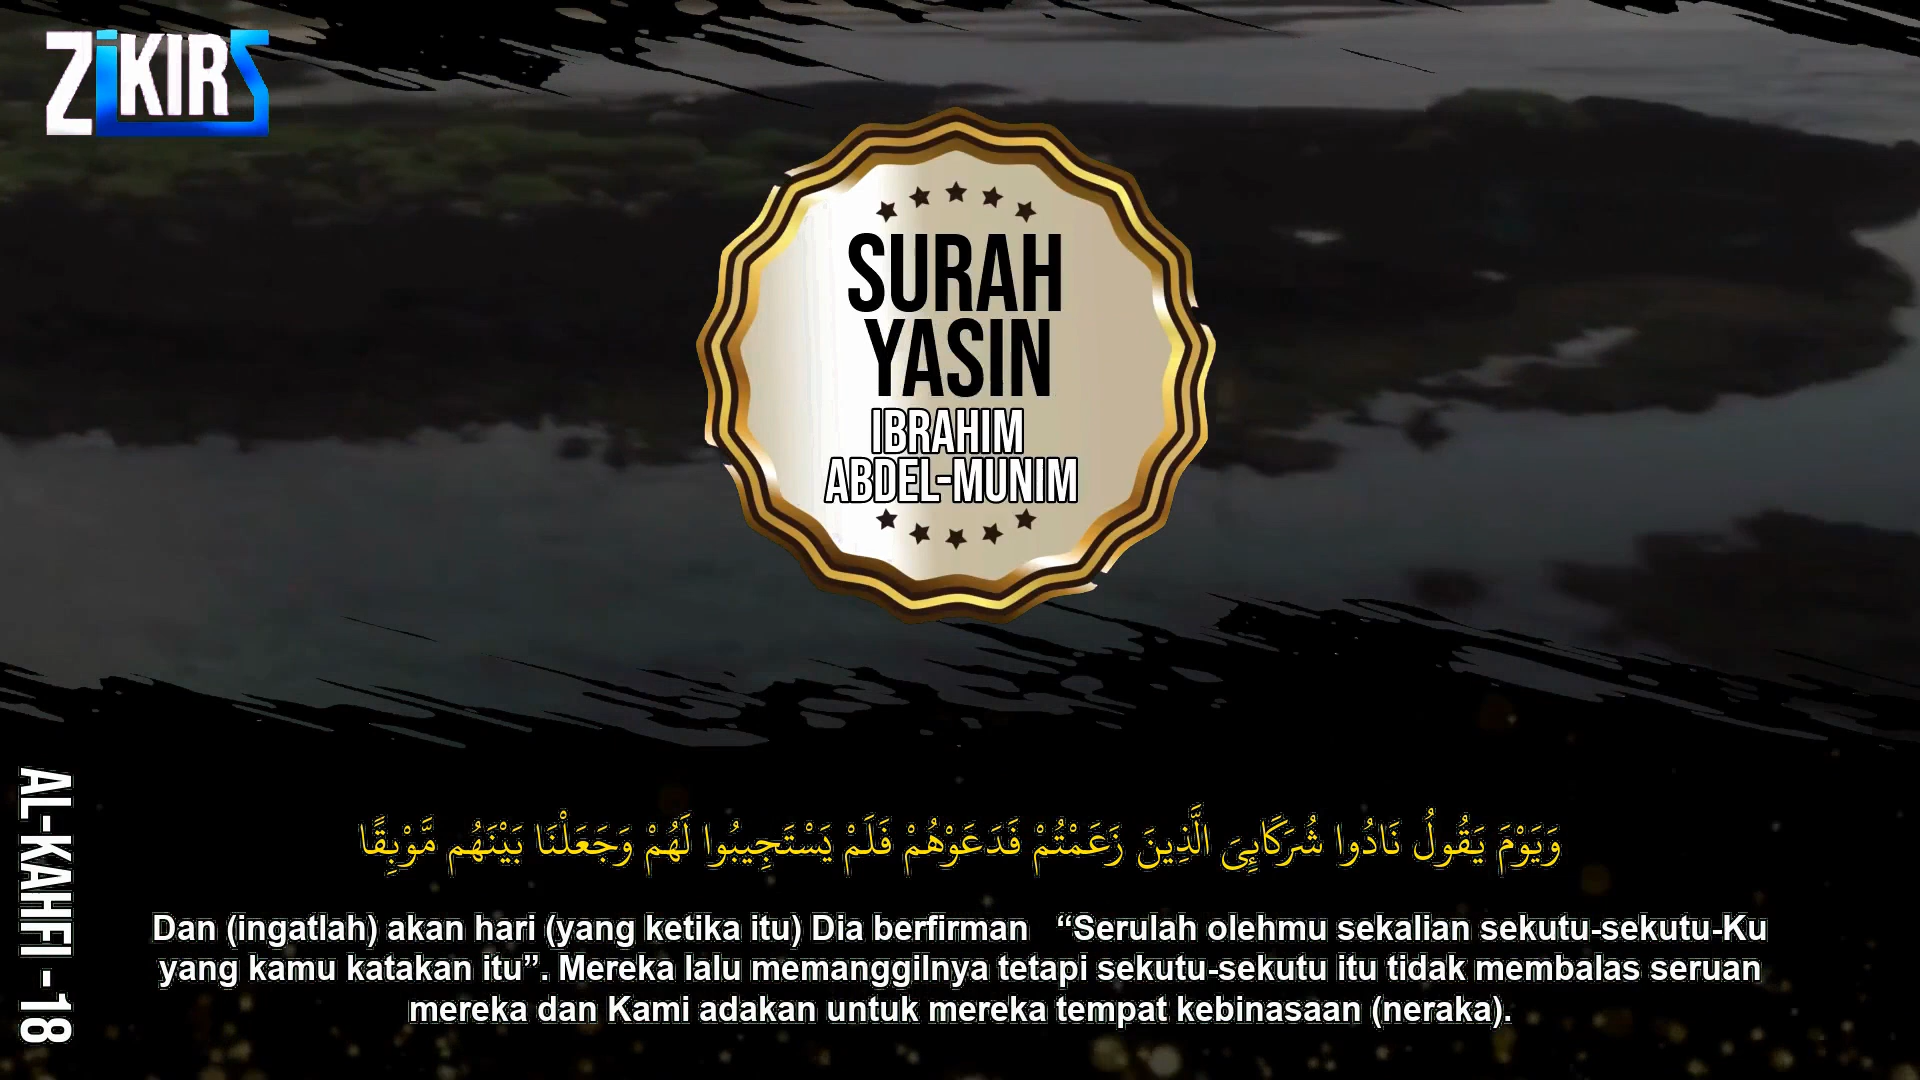 ZIKIRS
SURAH
YASIN
IBRAHIM
ABDEL-MUNIM
وَيَوْمَ يَقُولُ نَادُوا شُرَكَائِيَ الَّذِينَ زَعَمْتُمْ فَدَعَوْهُمْ فَلَمْ يَسْتَجِيبُوا لَهُمْ وَجَعَلْنَا بَيْنَهُم مَّوْبِقًا
Dan (ingatlah) akan hari (yang ketika itu) Dia berfirman “Serulah olehmu sekalian sekutu-sekutu-Ku
yang kamu katakan itu”. Mereka lalu memanggilnya tetapi sekutu-sekutu itu tidak membalas seruan
mereka dan Kami adakan untuk mereka tempat kebinasaan (neraka).
AL-KAHFI - 18